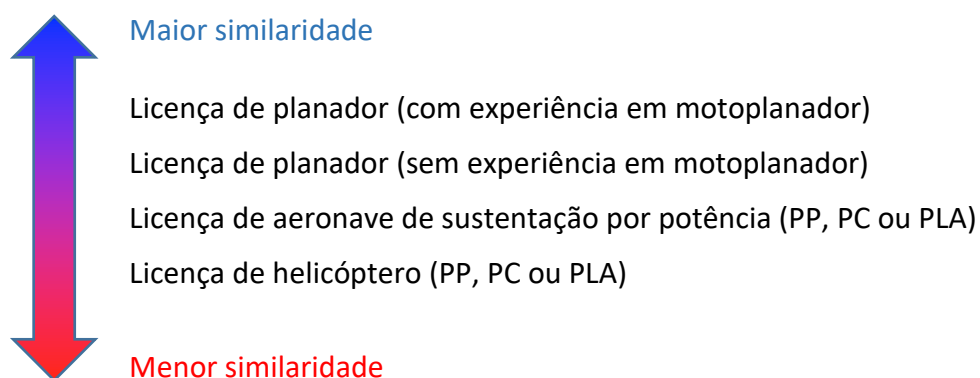 Maior similaridade
Licença de planador (com experiência em motoplanador)
Licença de planador (sem experiência em motoplanador)
Licença de aeronave de sustentação por potência (PP, PC ou PLA)
Licença de helicóptero (PP, PC ou PLA)
Menor similaridade